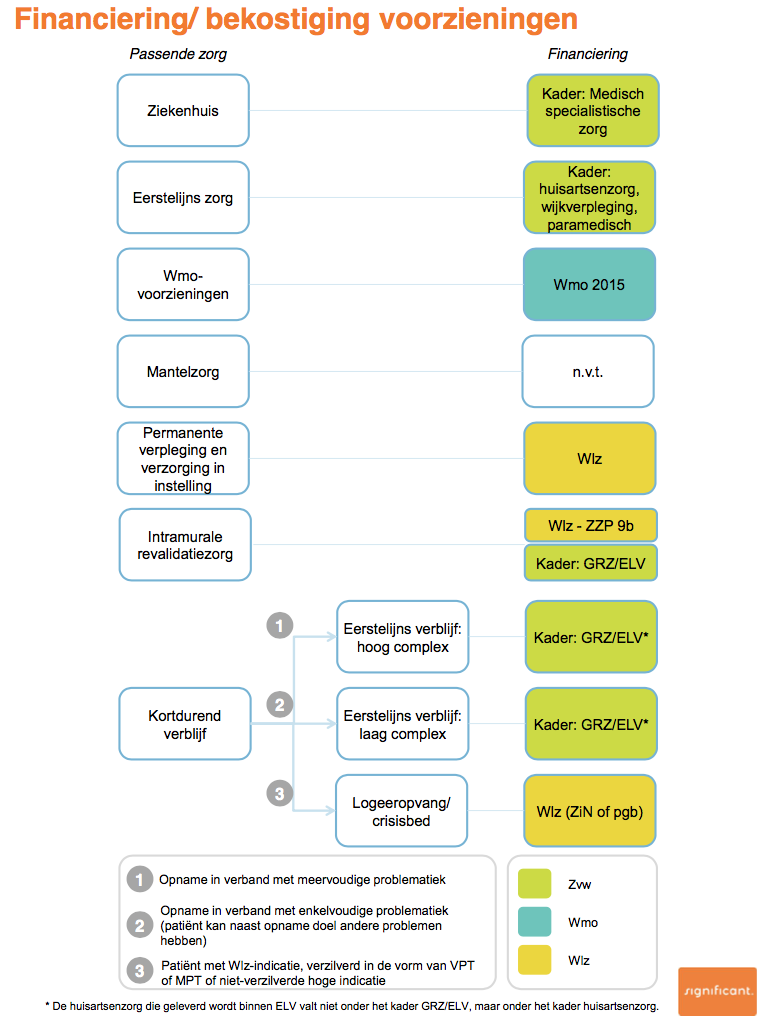 Financiering/ bekostiging voorzieningen
Passende zorg
Financiering
Ziekenhuis
Kader: Medisch
specialistische
zorg
Eerstelijns zorg
Kader:
huisartsenzorg,
wijkverpleging,
paramedisch
Wmo-
voorzieningen
Wmo 2015
Mantelzorg
n.v.t.
Permanente
verpleging en
verzorging in
instelling
Wlz
Intramurale
revalidatiezorg
Wlz - ZZP 9b
Kader: GRZ/ELV
1
Eerstelijns verblijf:
hoog complex
Kader: GRZ/ELV*
Kortdurend
verblijf
2
Eerstelijns verblijf:
laag complex
Kader: GRZ/ELV*
3
Logeeropvang/
crisisbed
Wlz (ZiN of pgb)
1 Opname in verband met meervoudige problematiek
2 Opname in verband met enkelvoudige problematiek
(patiënt kan naast opname doel andere problemen
hebben)
3 Patiënt met Wlz-indicatie, verzilverd in de vorm van VPT
of MPT of niet-verzilverde hoge indicatie
Zvw
Wmo
Wlz
significant.
* De huisartsenzorg die geleverd wordt binnen ELV valt niet onder het kader GRZ/ELV, maar onder het kader huisartsenzorg.